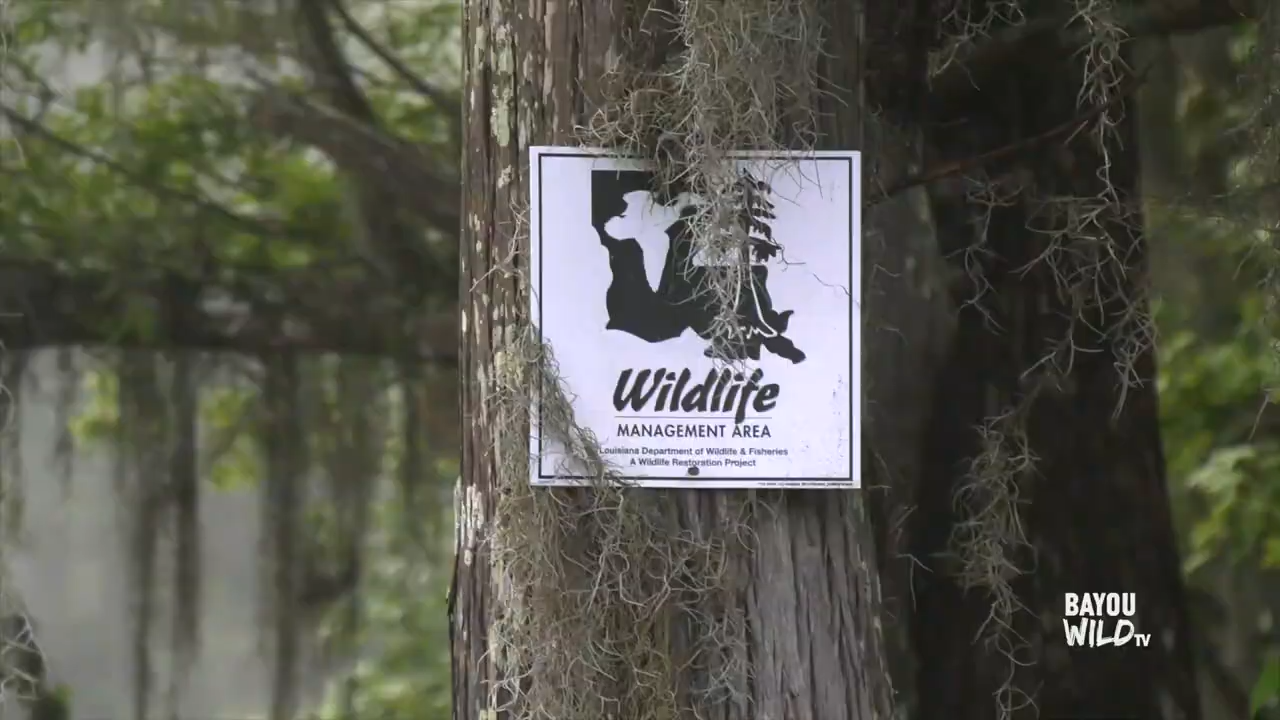 Wildlife
MANAGEMENT AREA
Louisiana Department of Wildlife & Fisheries
A Wildlife Restoration Project
BAYOU
WILD TV